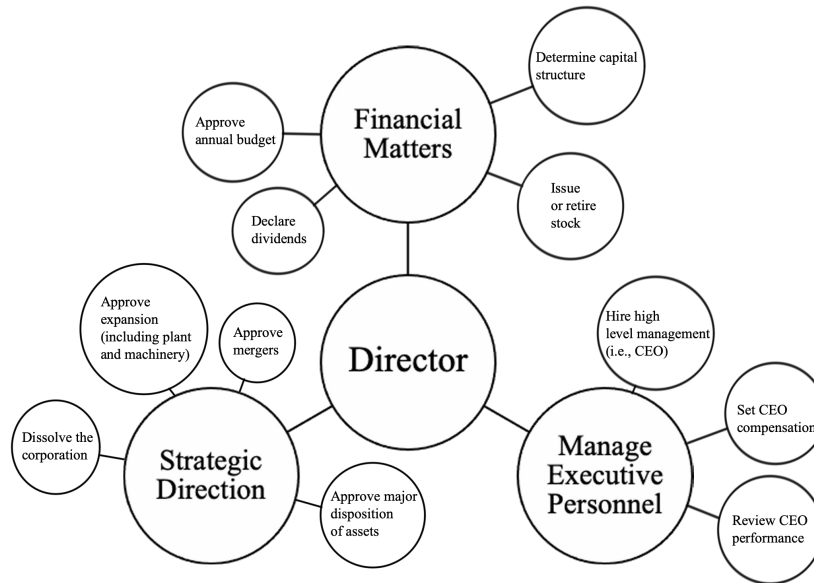 Determine capital
structure
Approve
annual budget
Financial
Matters
Issue
or retire
stock
Declare
dividends
Approve
expansion
(including plant
and machinery)
Approve
mergers
Director
Hire high
level management
(i.e., CEO)
Set CEO
compensation
Dissolve the
corporation
Strategic
Direction
Manage
Executive
Personnel
Approve major
disposition
of assets
Review CEO
performance